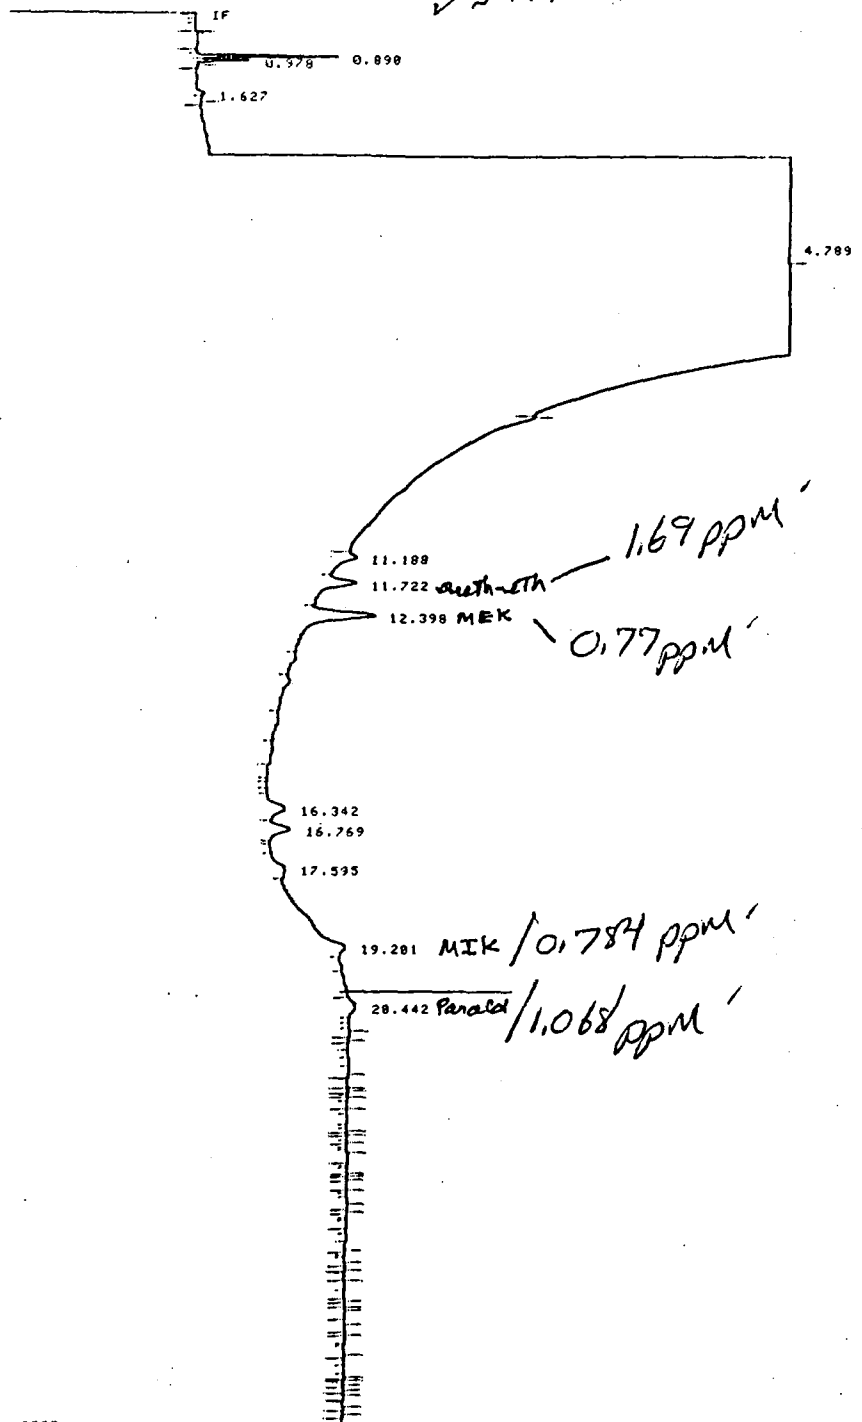 IF
0.978 0.890
1.627
4.789
11.188
1.69 ppm
11.722 meth-eth
12.398 MEK
0.77 ppm
16.342
16.769
17.595
19.201 MIK / 0.784 ppm
20.442 Parald / 1.068 ppm